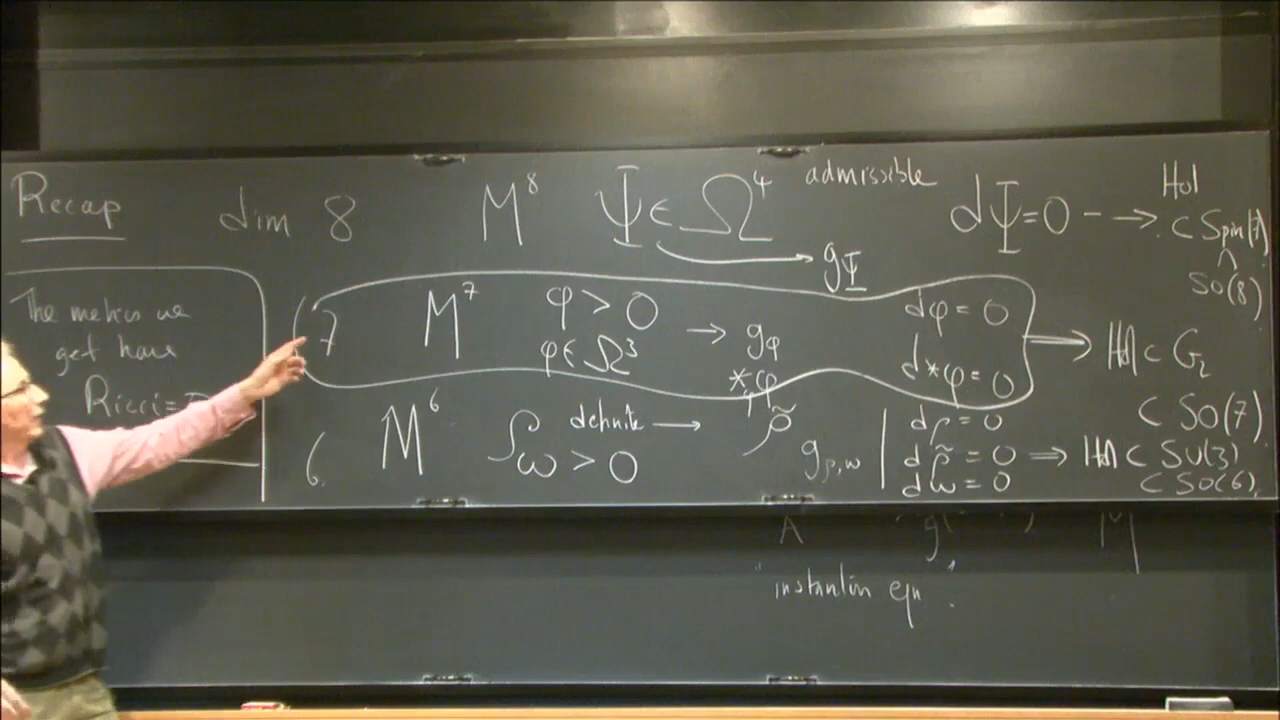 Recap dim 8 M⁸ Ψ ∈ Ω⁴ admissible dΨ = 0 --→ Hol ⊂ Spin(7)
∧
SO(8)
→ g_Ψ
The metrics we
get have
Ricci =
7 M⁷ φ > 0 → g_φ dφ = 0 ⟹ Hol ⊂ G₂
φ ∈ Ω³ *φ d*φ = 0
⊂ SO(7)
6. M⁶ ρ definite → ρ̃ dρ = 0
ω > 0 g_{ρ,ω} dρ̃ = 0 ⟹ Hol ⊂ SU(3)
dω = 0 ⊂ SO(6).
"instanton eqn".